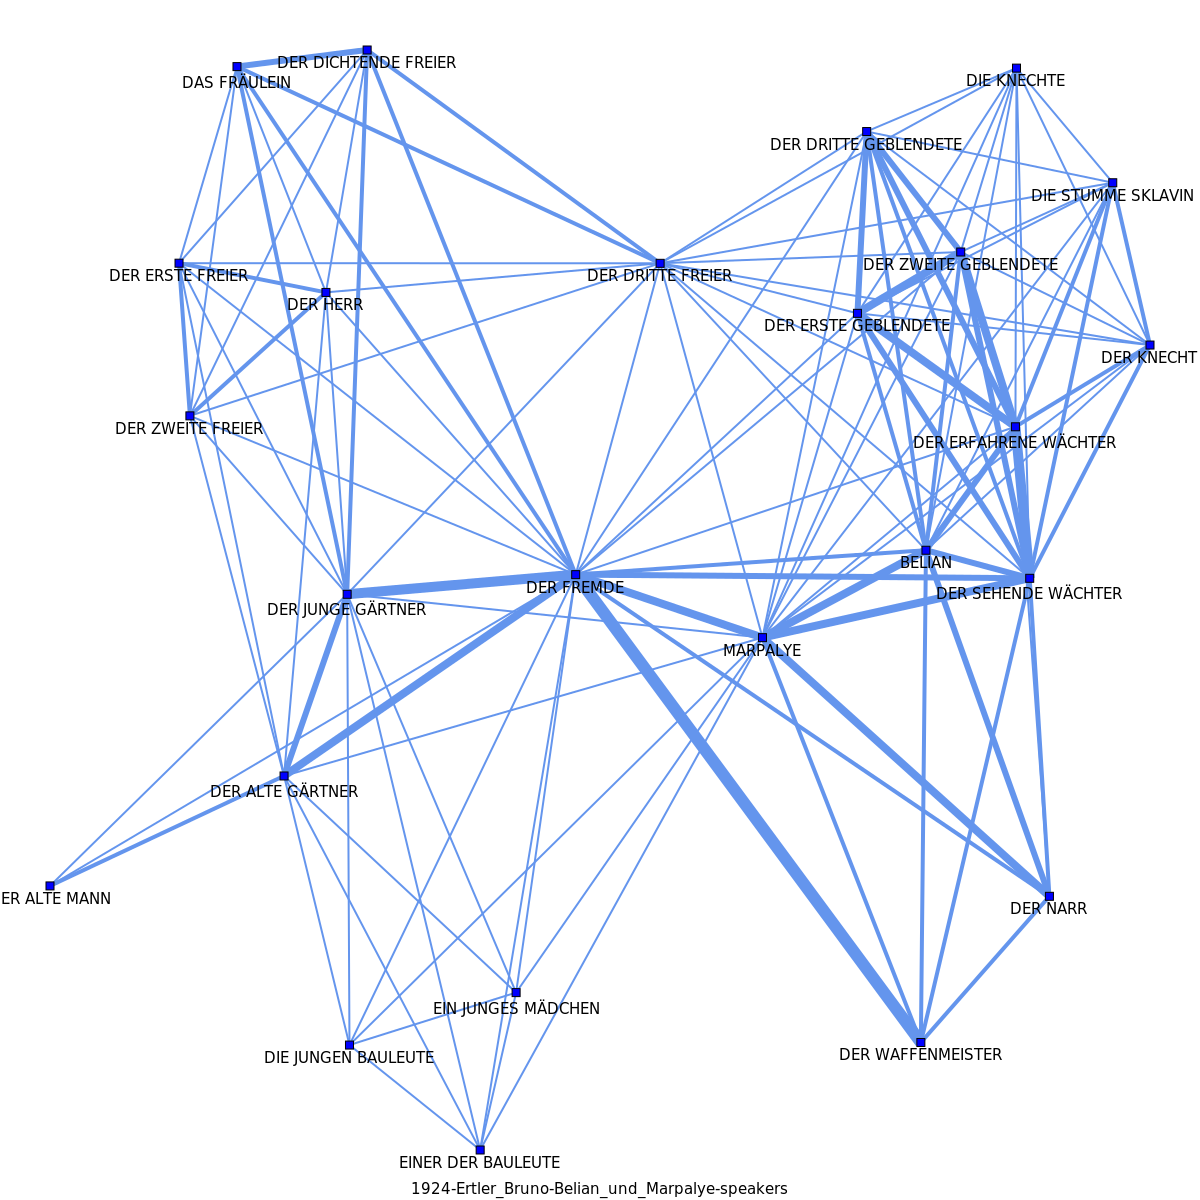 DER DICHTENDE FREIER
DAS FRÄULEIN
DIE KNECHTE
DER DRITTE GEBLENDETE
DIE STUMME SKLAVIN
DER ZWEITE GEBLENDETE
DER ERSTE FREIER
DER DRITTE FREIER
DER HERR
DER ERSTE GEBLENDETE
DER KNECHT
DER ZWEITE FREIER
DER ERFAHRENE WÄCHTER
BELIAN
DER FREMDE
DER SEHENDE WÄCHTER
DER JUNGE GÄRTNER
MARPALYE
DER ALTE GÄRTNER
ER ALTE MANN
DER NARR
EIN JUNGES MÄDCHEN
DER WAFFENMEISTER
DIE JUNGEN BAULEUTE
EINER DER BAULEUTE
1924-Ertler_Bruno-Belian_und_Marpalye-speakers